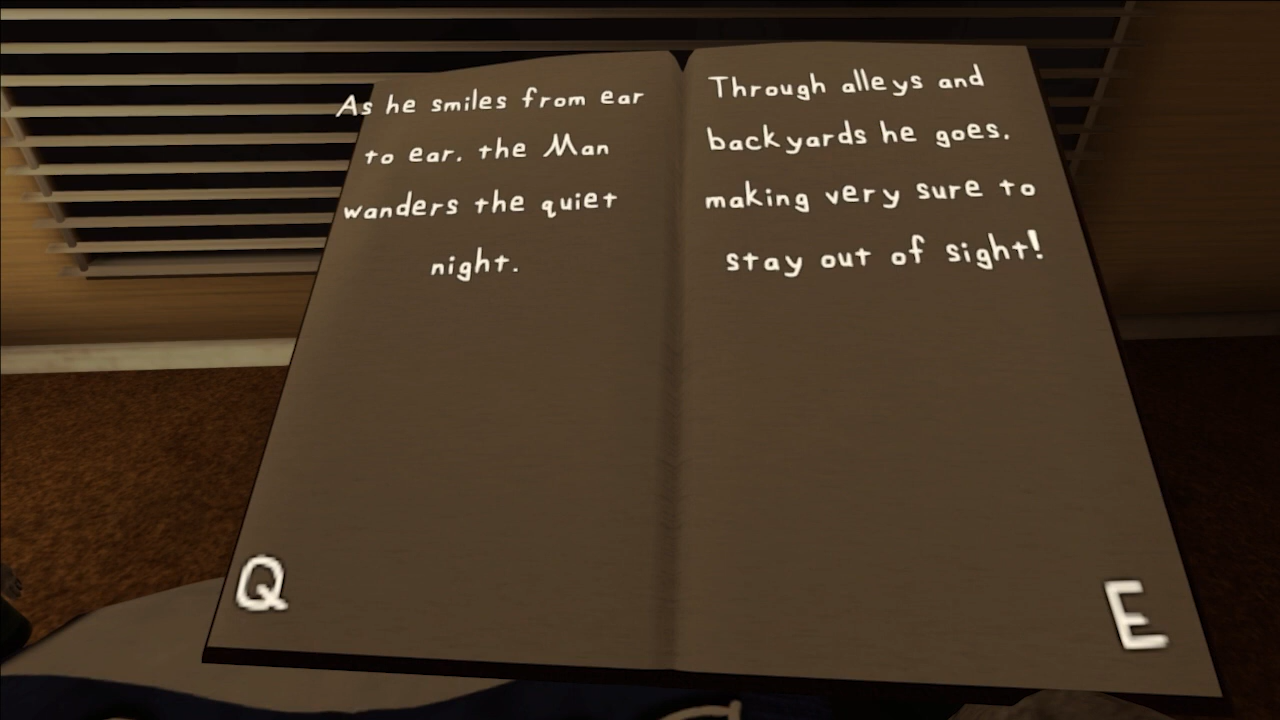 As he smiles from ear
to ear. the Man
wanders the quiet
night.
Through alleys and
backyards he goes.
making very sure to
stay out of sight!
Q
E